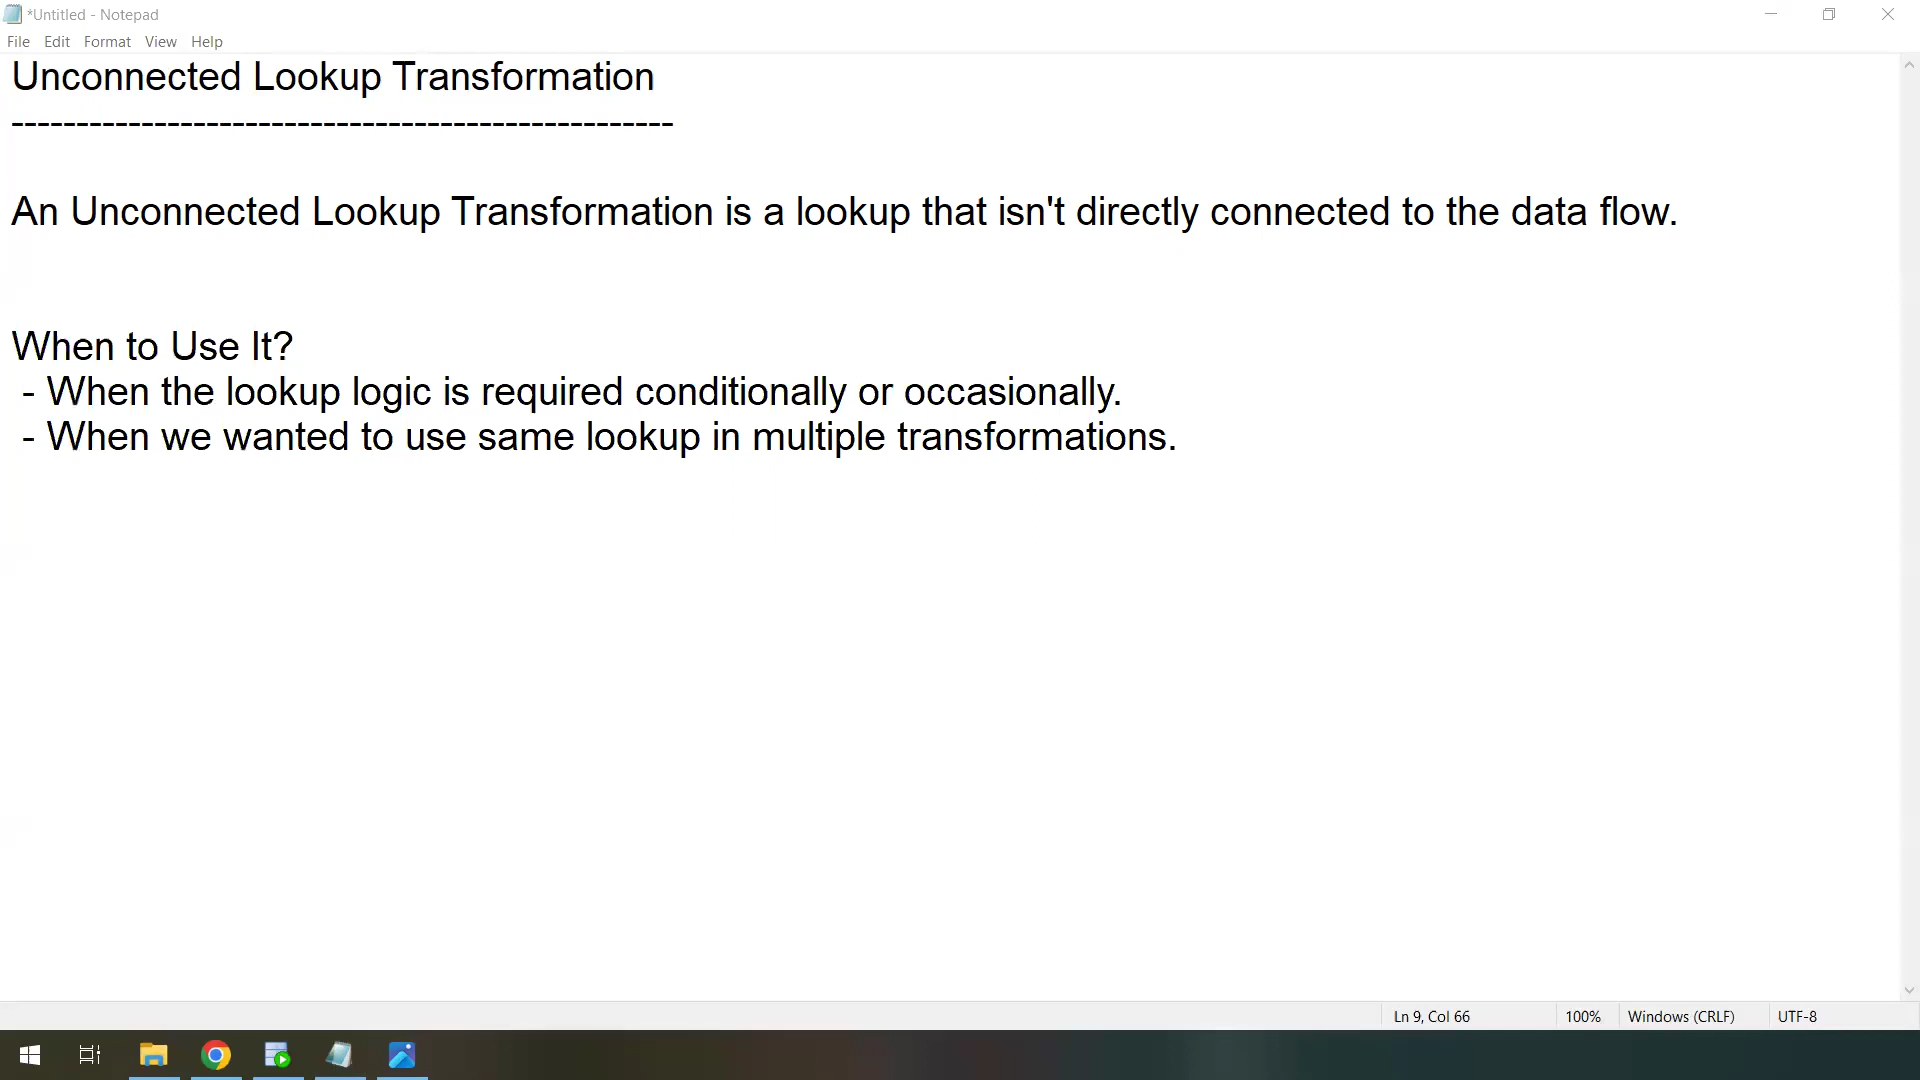 *Untitled - Notepad
File Edit Format View Help
Unconnected Lookup Transformation
---------------------------------------------------
An Unconnected Lookup Transformation is a lookup that isn't directly connected to the data flow.
When to Use It?
- When the lookup logic is required conditionally or occasionally.
- When we wanted to use same lookup in multiple transformations.
Ln 9, Col 66 100% Windows (CRLF) UTF-8